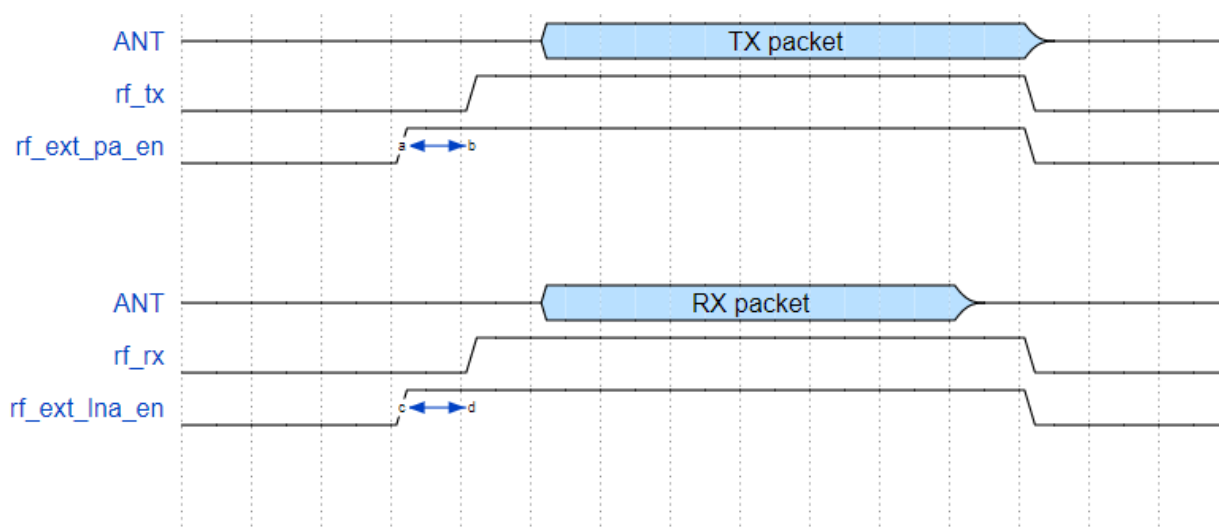 ANT TX packet
rf_tx
rf_ext_pa_en a b
ANT RX packet
rf_rx
rf_ext_lna_en c d